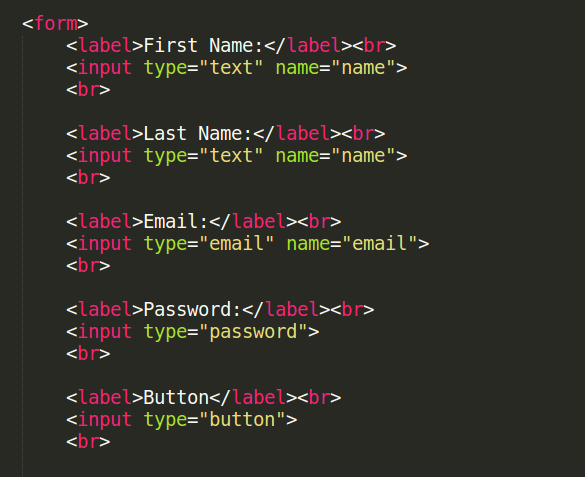 <form>
<label>First Name:</label><br>
<input type="text" name="name">
<br>
<label>Last Name:</label><br>
<input type="text" name="name">
<br>
<label>Email:</label><br>
<input type="email" name="email">
<br>
<label>Password:</label><br>
<input type="password">
<br>
<label>Button</label><br>
<input type="button">
<br>